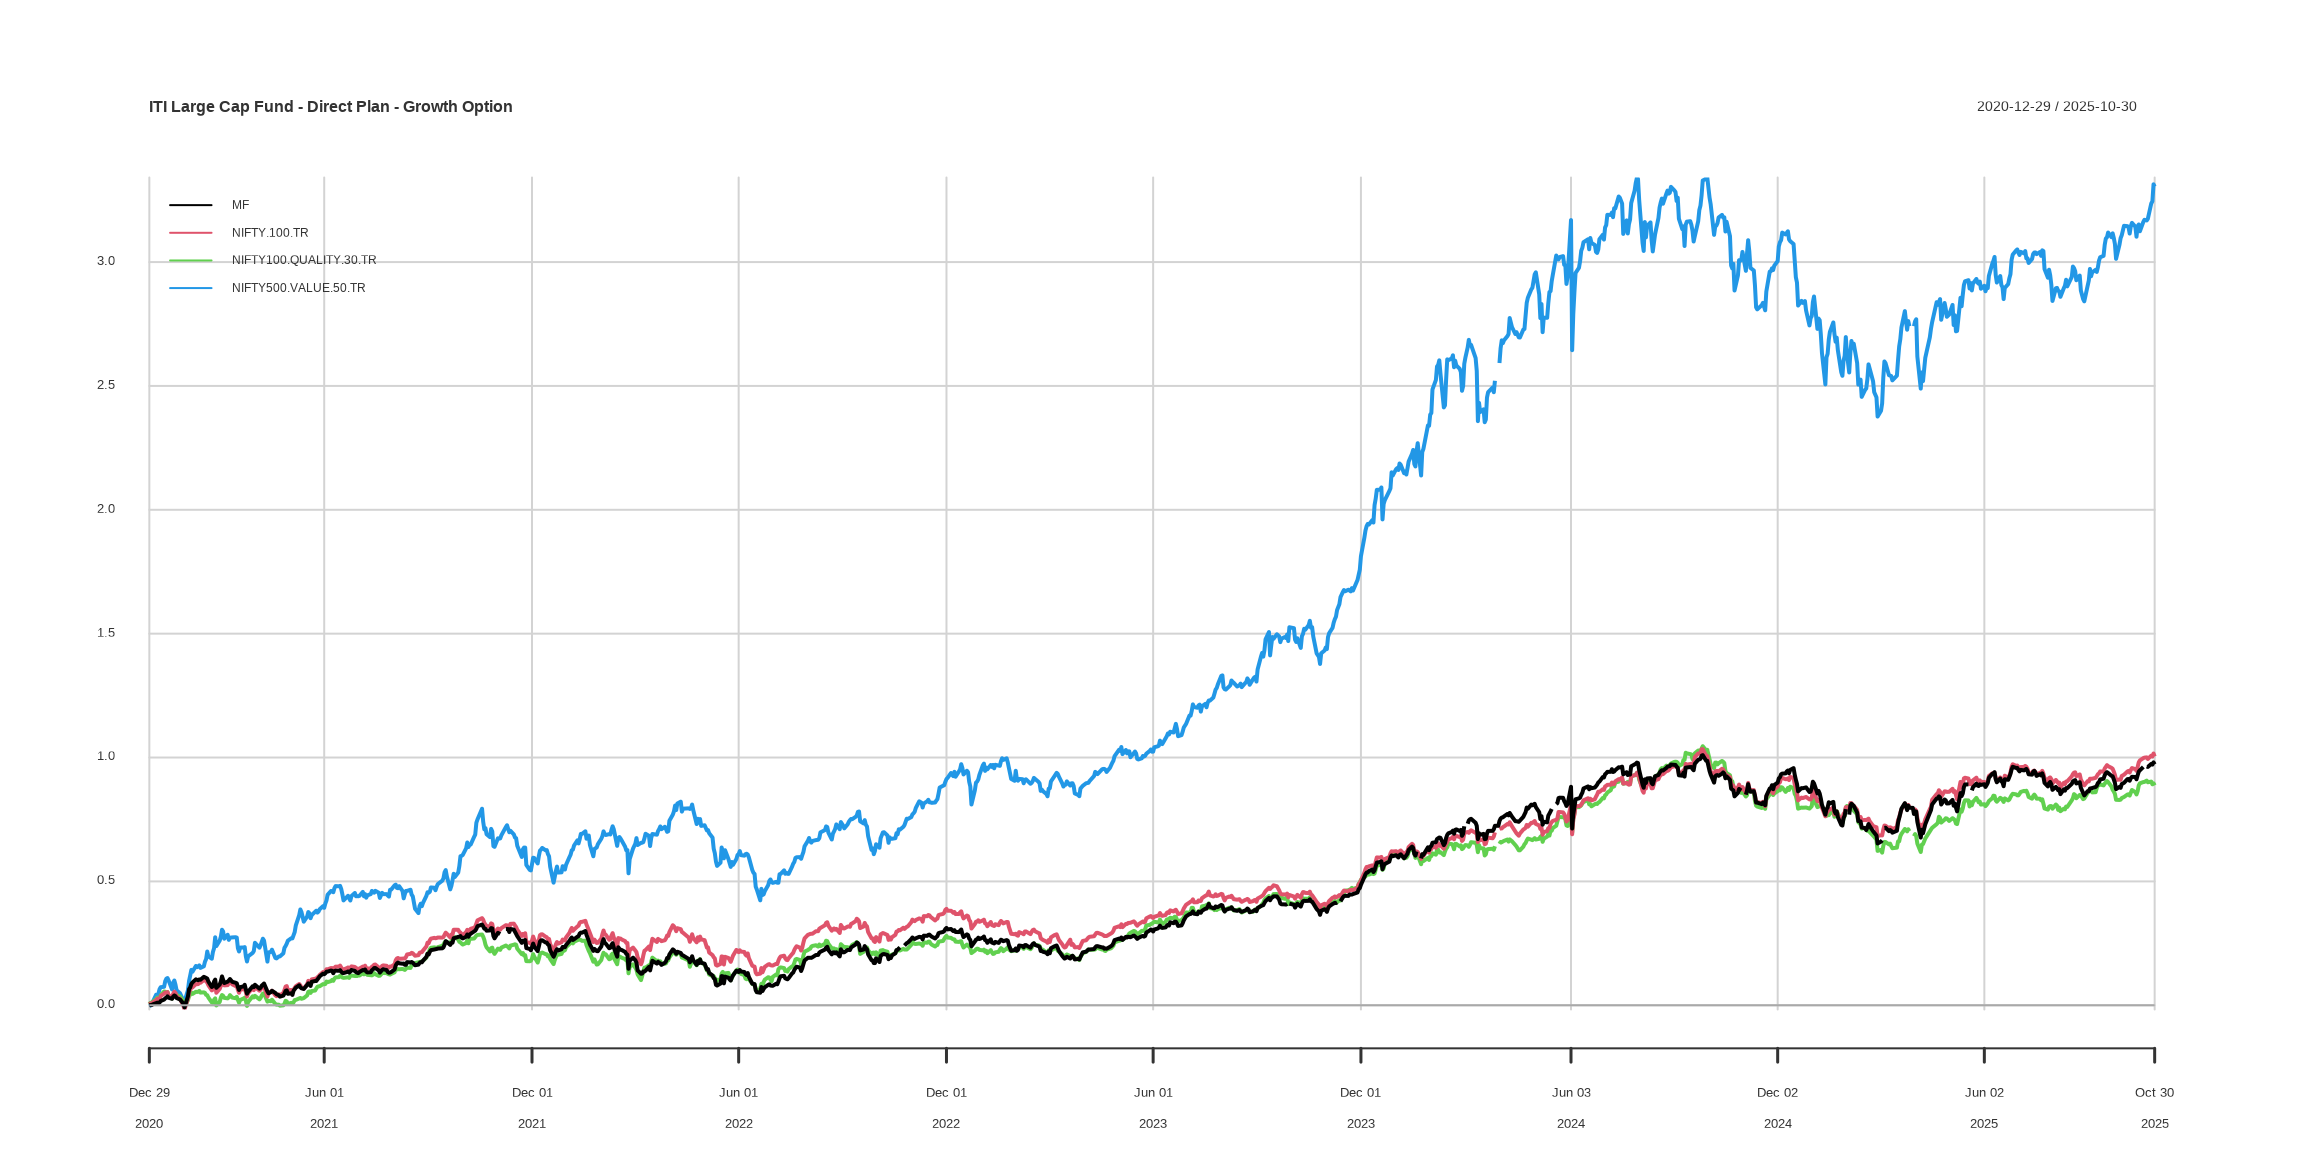 ITI Large Cap Fund - Direct Plan - Growth Option
2020-12-29 / 2025-10-30
MF
NIFTY.100.TR
NIFTY100.QUALITY.30.TR
NIFTY500.VALUE.50.TR
3.0
2.5
2.0
1.5
1.0
0.5
0.0
Dec 29 Jun 01 Dec 01 Jun 01 Dec 01 Jun 01 Dec 01 Jun 03 Dec 02 Jun 02 Oct 30
2020 2021 2021 2022 2022 2023 2023 2024 2024 2025 2025